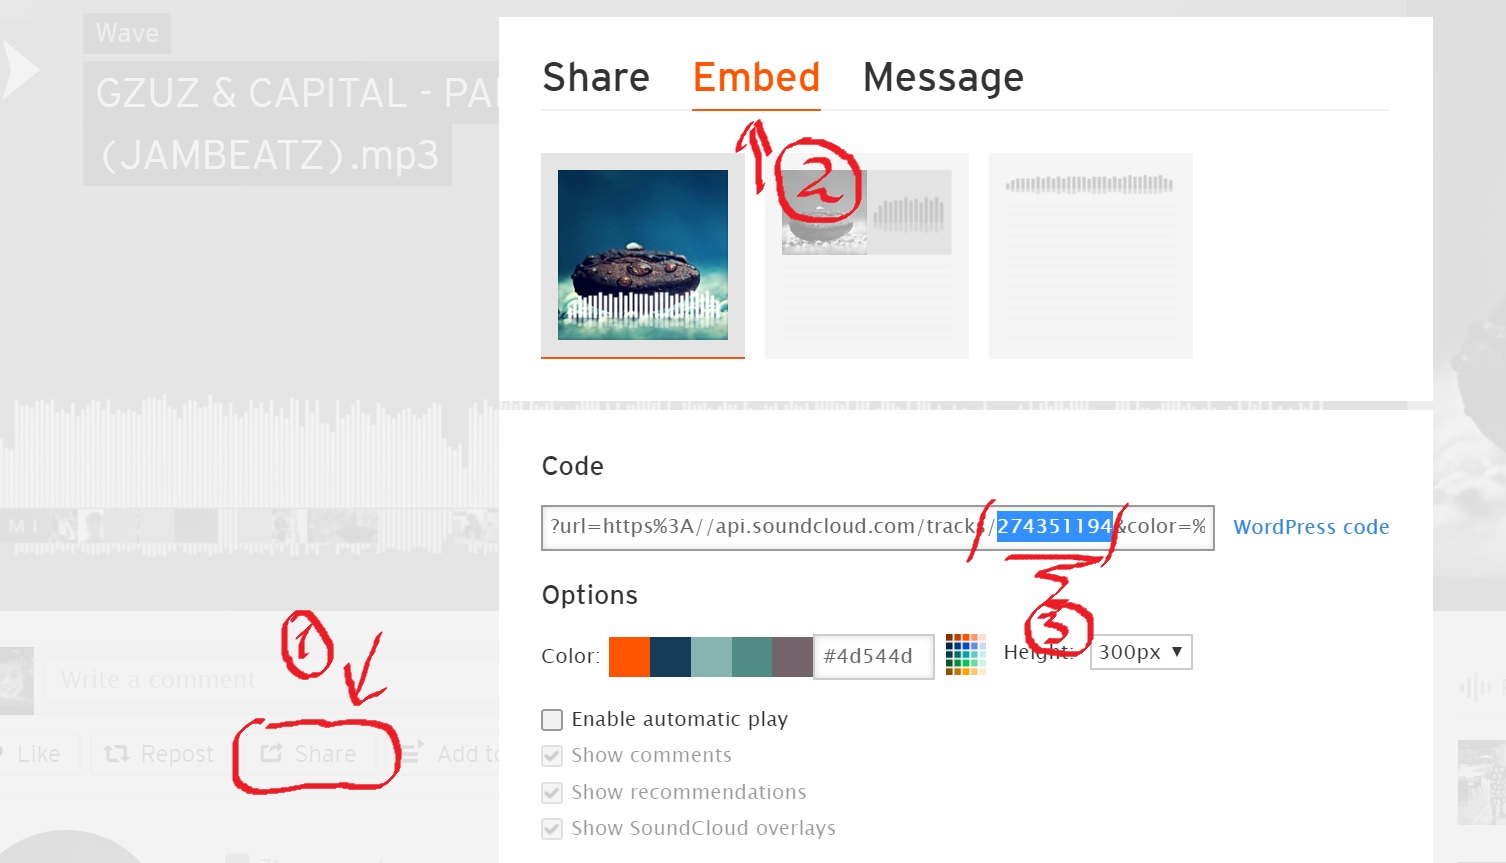 Wave
GZUZ & CAPITAL - PA
(JAMBEATZ).mp3
Share Embed Message
2
Code
?url=https%3A//api.soundcloud.com/tracks/274351194&color=%
WordPress code
3
Options
Color: #4d544d Height: 300px
Enable automatic play
Show comments
Show recommendations
Show SoundCloud overlays
1
Write a comment
Like Repost Share Add to